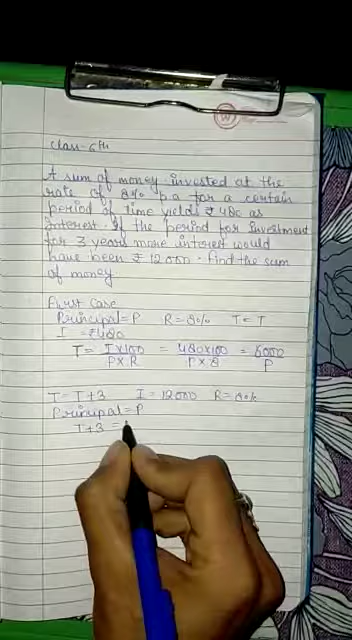 Class-6th
A sum of money invested at the
rate of 8% p.a for a certain
period of time yields ₹ 480 as
interest. If the period for investment
for 3 years more interest would
have been ₹ 12000. Find the sum
of money
First Case
Principal = P R = 8% T = T
I = ₹480
T = I×100/P×R = 480×100/P×8 = 6000/P
T = T+3 I = 12000 R = 8%
Principal = P
T+3 =